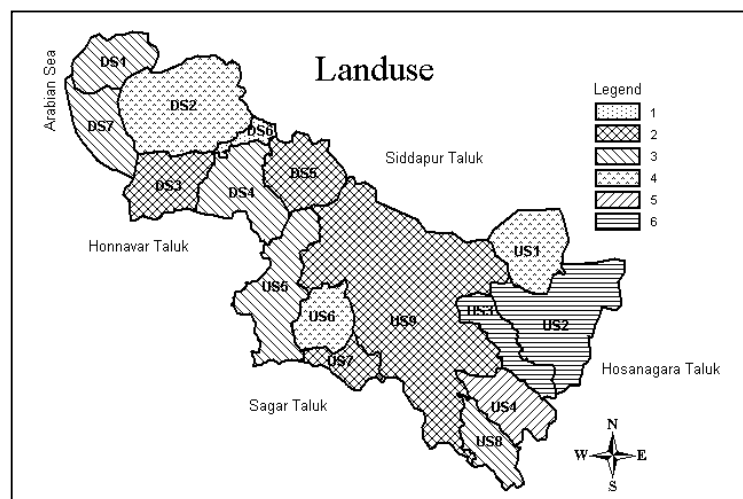 Landuse
Arabian Sea
DS1
DS2
DS7
DS6
DS3
DS4
DS5
Siddapur Taluk
Honnavar Taluk
Legend
1
2
3
4
5
6
US1
US5
US6
US9
US3
US2
US7
Hosanagara Taluk
Sagar Taluk
US4
US8
N
W E
S